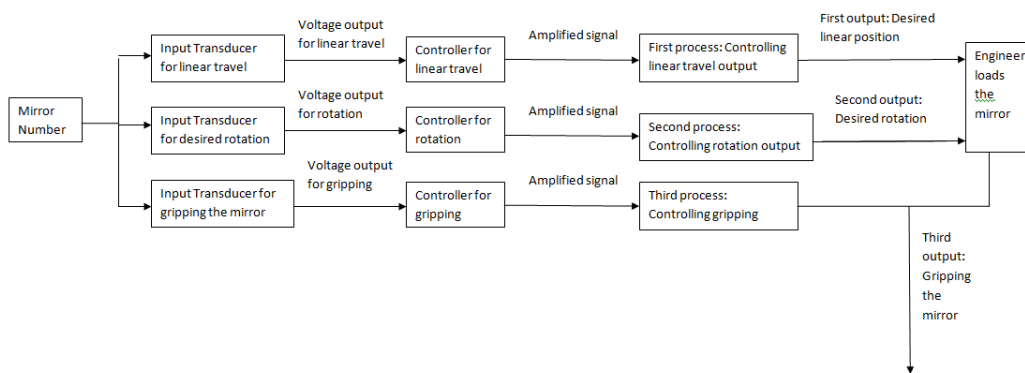 Mirror
Number
Input Transducer
for linear travel
Voltage output
for linear travel
Controller for
linear travel
Amplified signal
First process: Controlling
linear travel output
First output: Desired
linear position
Engineer
loads
the
mirror
Input Transducer
for desired rotation
Voltage output
for rotation
Controller for
rotation
Amplified signal
Second process:
Controlling rotation output
Second output:
Desired rotation
Input Transducer for
gripping the mirror
Voltage output
for gripping
Controller for
gripping
Amplified signal
Third process:
Controlling gripping
Third
output:
Gripping
the
mirror